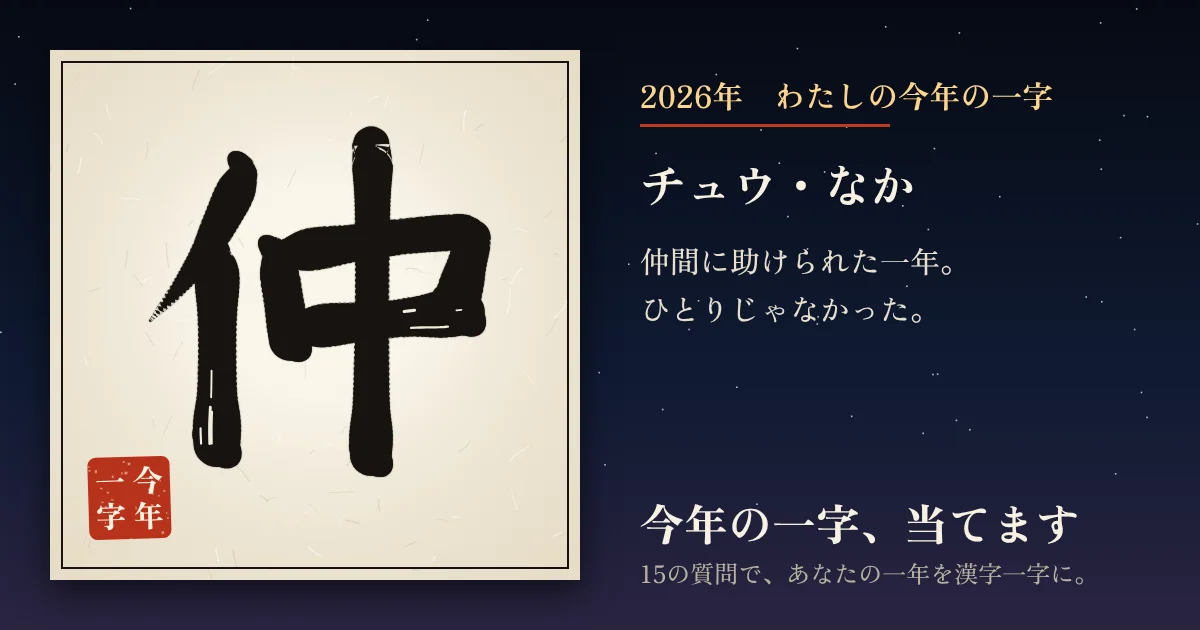 仲
今年
一字
2026年　わたしの今年の一字
チュウ・なか
仲間に助けられた一年。
ひとりじゃなかった。
今年の一字、当てます
15の質問で、あなたの一年を漢字一字に。